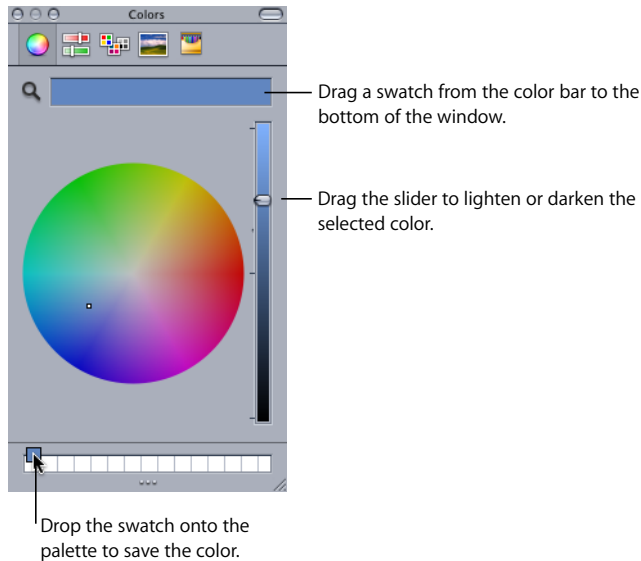 Colors
Drag a swatch from the color bar to the
bottom of the window.
Drag the slider to lighten or darken the
selected color.
Drop the swatch onto the
palette to save the color.